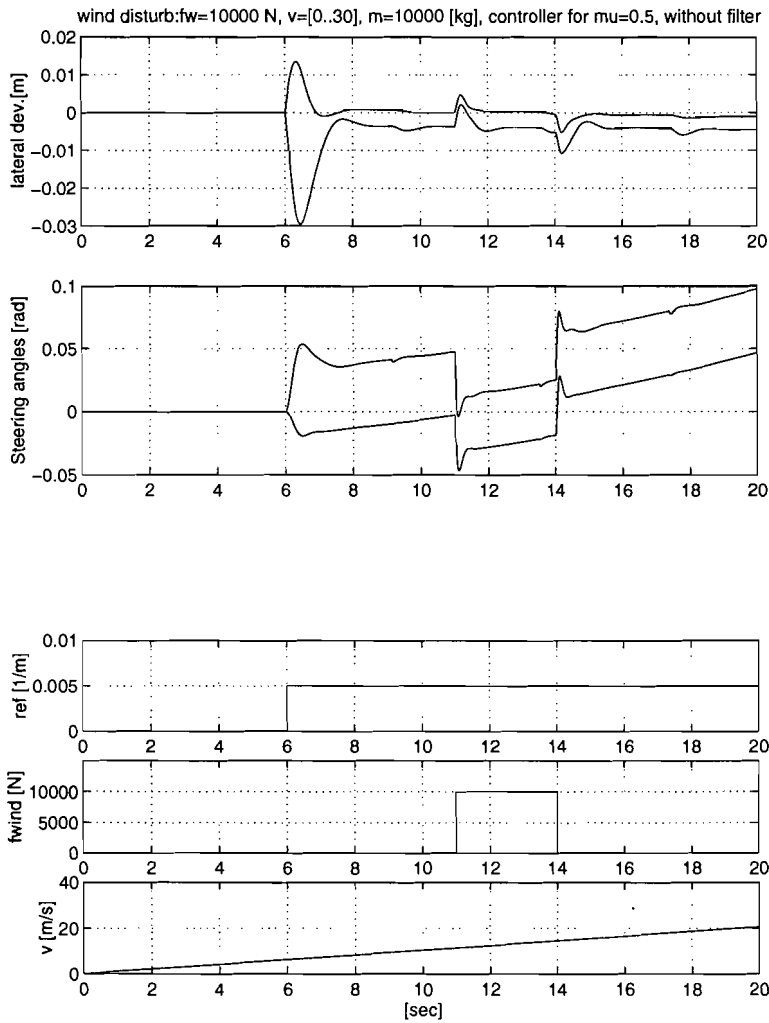 wind disturb:fw=10000 N, v=[0..30], m=10000 [kg], controller for mu=0.5, without filter
lateral dev.[m]
0.02
0.01
0
−0.01
−0.02
−0.03
0 2 4 6 8 10 12 14 16 18 20
Steering angles [rad]
0.1
0.05
0
−0.05
0 2 4 6 8 10 12 14 16 18 20
ref [1/m]
0.01
0.005
0
0 2 4 6 8 10 12 14 16 18 20
fwind [N]
10000
5000
0
0 2 4 6 8 10 12 14 16 18 20
v [m/s]
40
20
0
0 2 4 6 8 10 12 14 16 18 20
[sec]